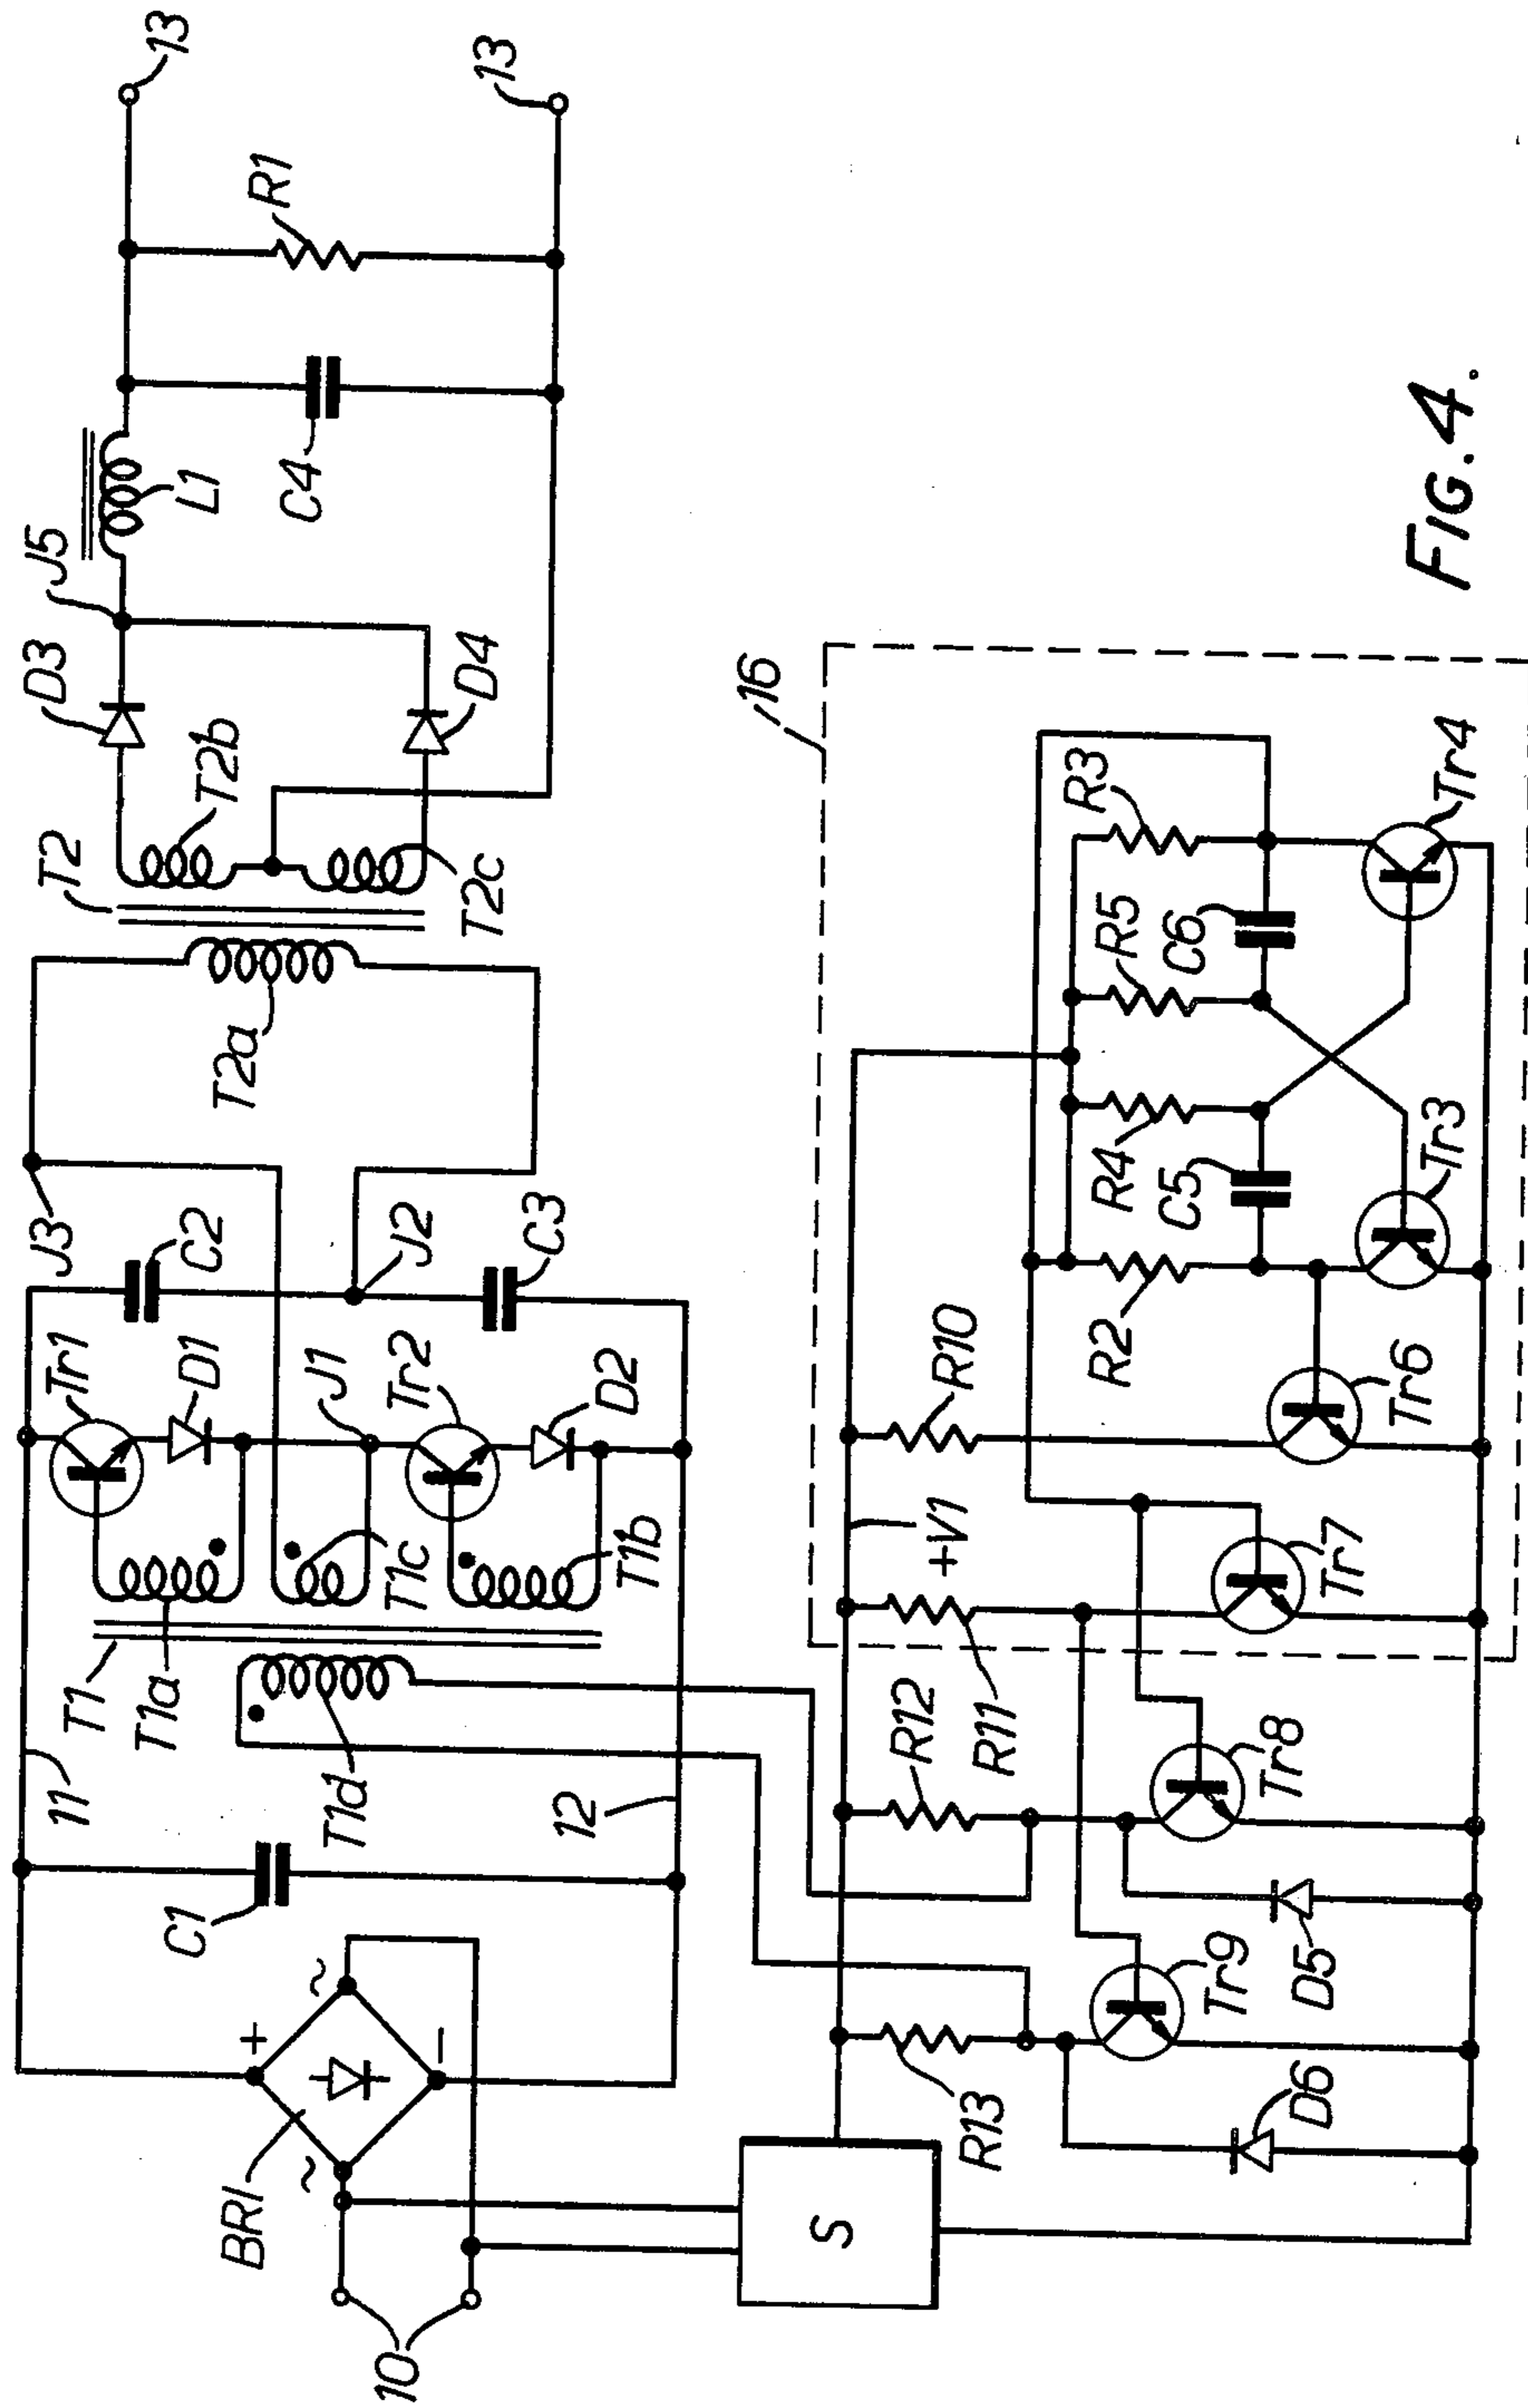 13
13
R1
C4
L1
J5
D3
D4
T2b
T2
T2c
T2a
J3
C2
J2
C3
Tr1
D1
J1
Tr2
D2
T1c
T1b
T1
T1a
T1d
11
12
C1
+
~
~
−
BR1
10
S
16
R3
Tr4
R5
C6
R4
C5
Tr3
R2
R10
Tr6
+V1
Tr7
R11
R12
Tr8
D5
Tr9
R13
D6
FIG. 4.